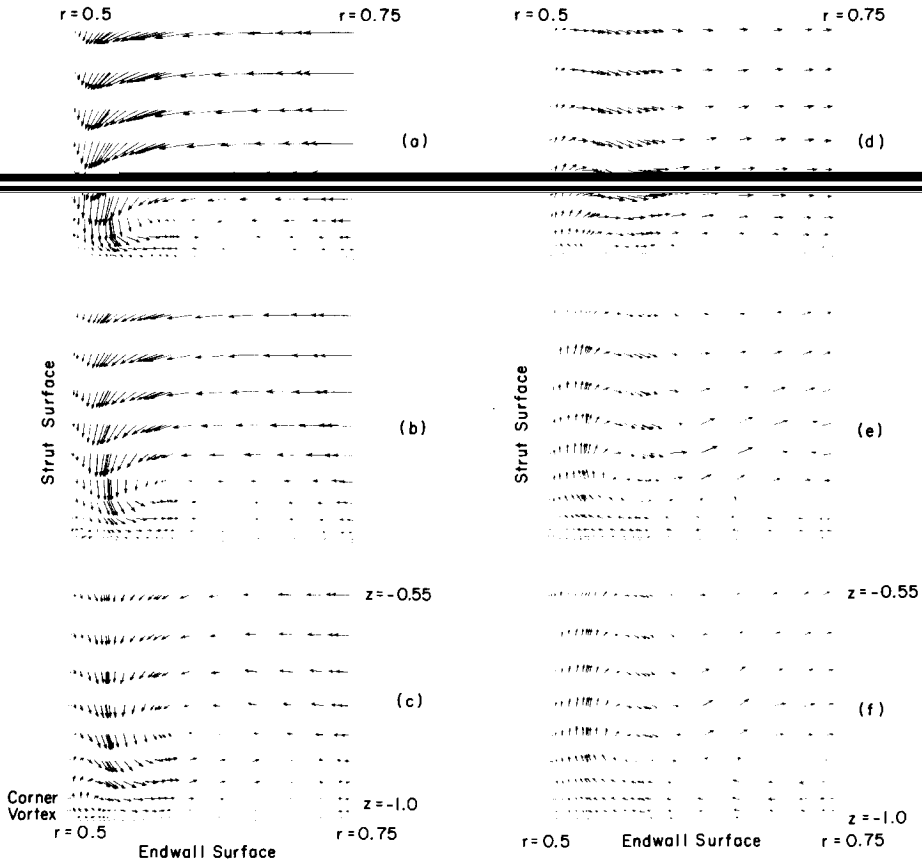 r = 0.5
r = 0.75
r = 0.5
r = 0.75
(a)
(d)
Strut Surface
(b)
Strut Surface
(e)
z = -0.55
z = -0.55
(c)
(f)
Corner
Vortex
z = -1.0
z = -1.0
r = 0.5
r = 0.75
r = 0.5
Endwall Surface
r = 0.75
Endwall Surface